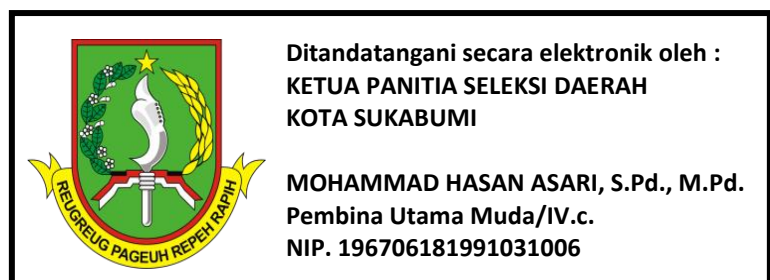 Ditandatangani secara elektronik oleh :
KETUA PANITIA SELEKSI DAERAH
KOTA SUKABUMI
MOHAMMAD HASAN ASARI, S.Pd., M.Pd.
Pembina Utama Muda/IV.c.
NIP. 196706181991031006
REUGREUG PAGEUH REPEH RAPIH